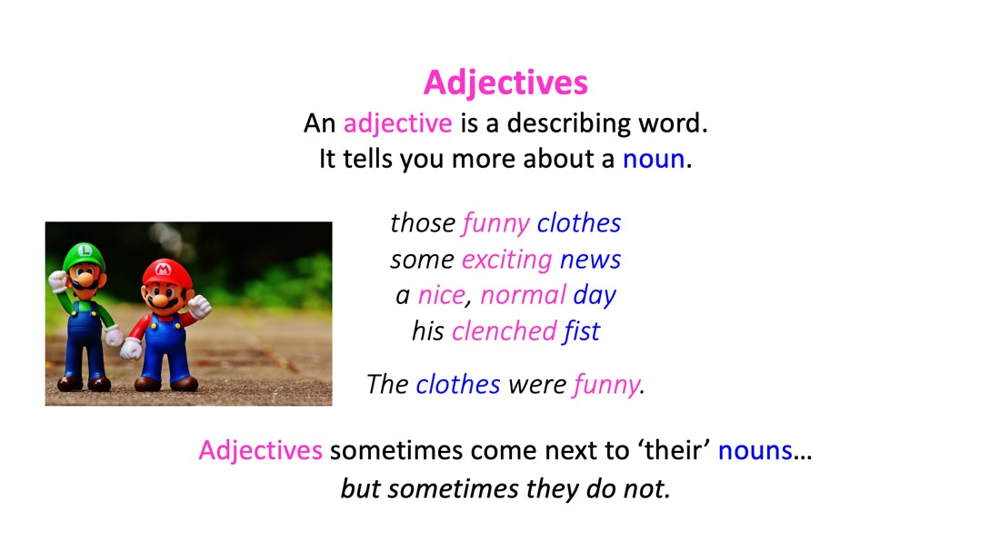 Adjectives
An adjective is a describing word.
It tells you more about a noun.
those funny clothes
some exciting news
a nice, normal day
his clenched fist
The clothes were funny.
Adjectives sometimes come next to ‘their’ nouns…
but sometimes they do not.
L
M